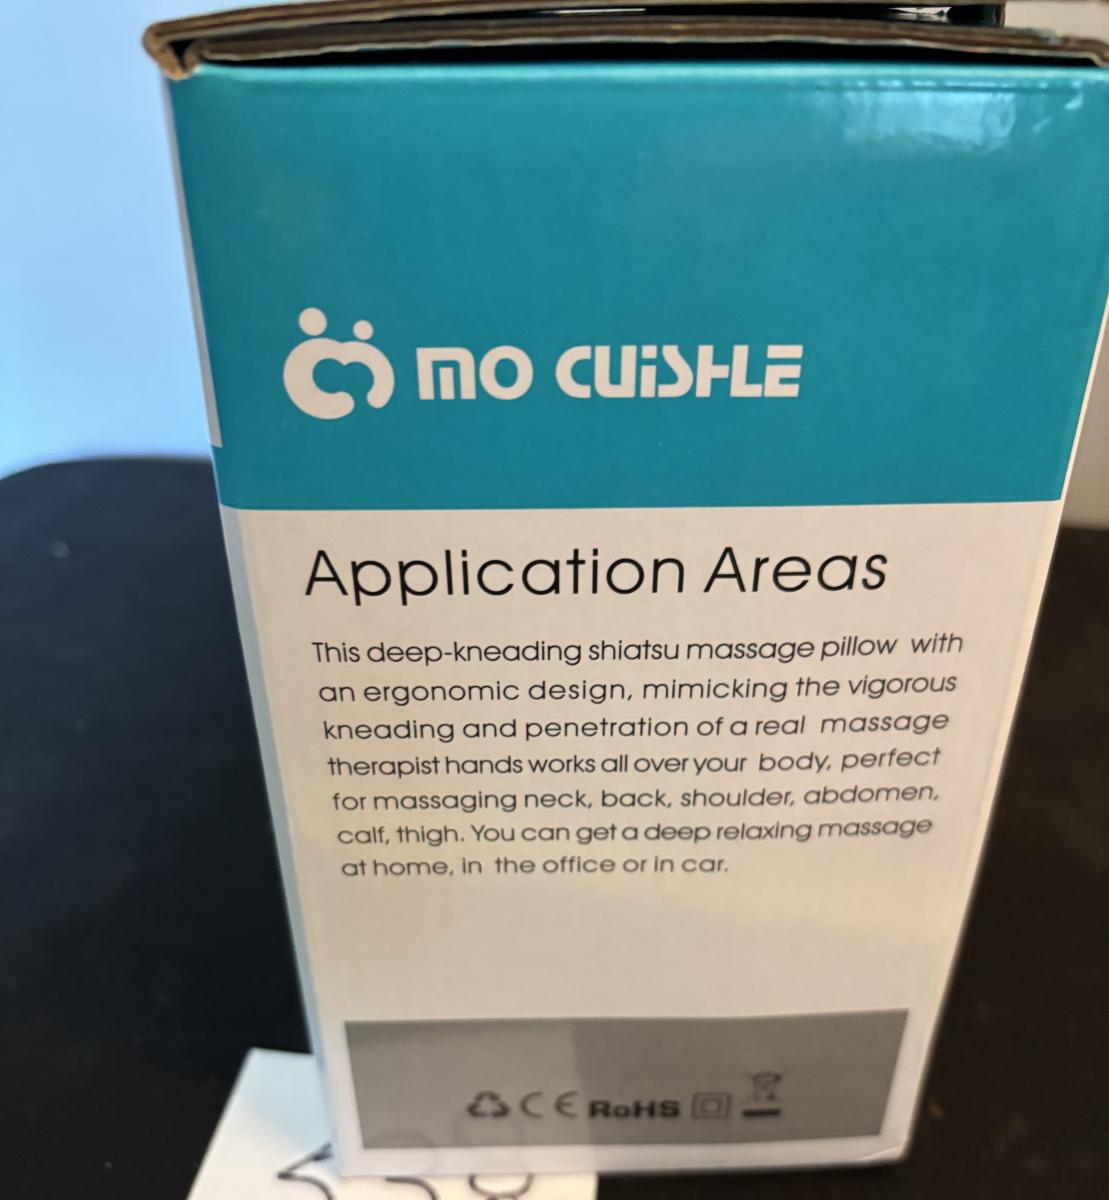 MO CUISHLE
Application Areas
This deep-kneading shiatsu massage pillow with
an ergonomic design, mimicking the vigorous
kneading and penetration of a real massage
therapist hands works all over your body, perfect
for massaging neck, back, shoulder, abdomen,
calf, thigh. You can get a deep relaxing massage
at home, in the office or in car.
CE RoHS